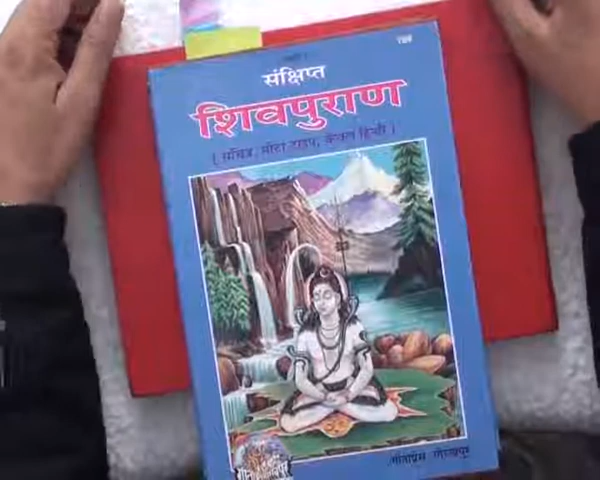 संक्षिप्त
शिवपुराण
( सचित्र, मोटा टाइप, केवल हिन्दी )
गीताप्रेस, गोरखपुर